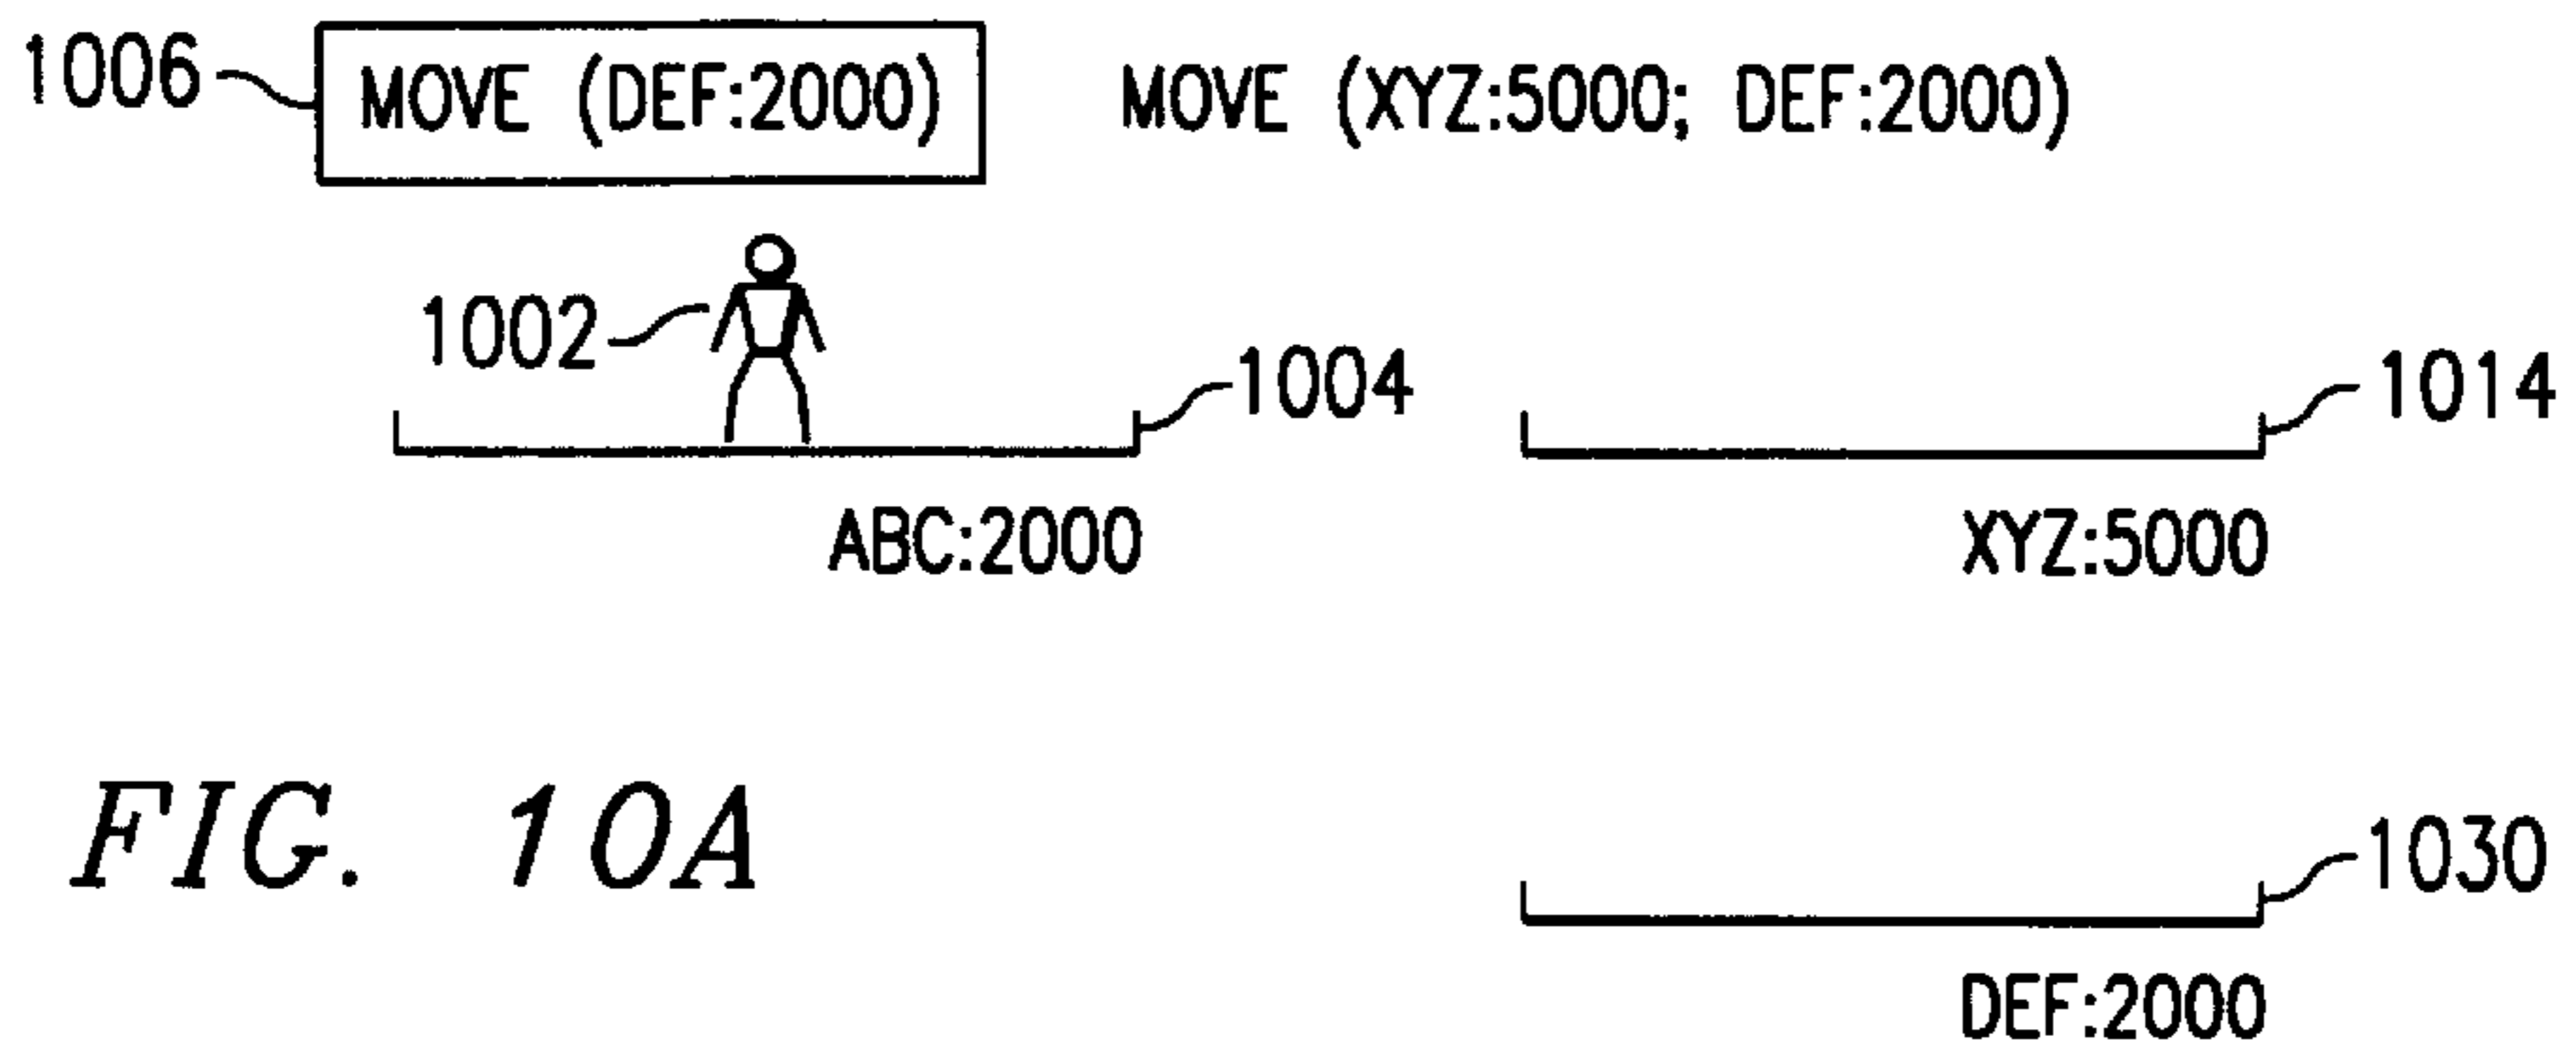 1006 MOVE (DEF:2000) MOVE (XYZ:5000; DEF:2000)
1002
1004 1014
ABC:2000 XYZ:5000
FIG. 10A 1030
DEF:2000